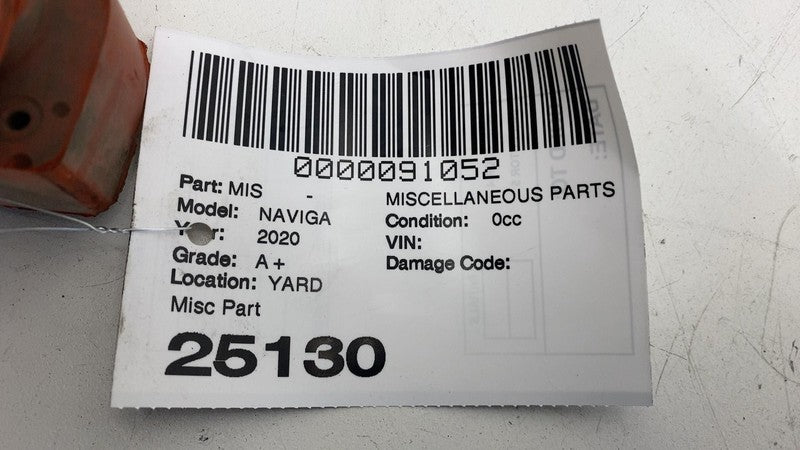 0000091052
Part: MIS - MISCELLANEOUS PARTS
Model: NAVIGA Condition: 0cc
2020 VIN:
Grade: A+ Damage Code:
Location: YARD
Misc Part
25130